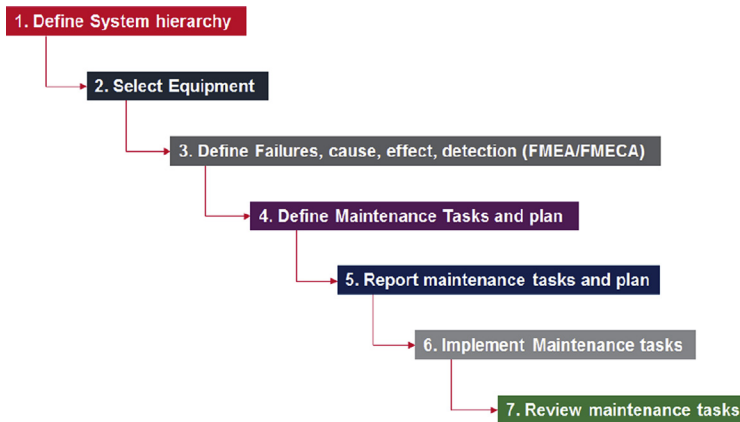 1. Define System hierarchy
2. Select Equipment
3. Define Failures, cause, effect, detection (FMEA/FMECA)
4. Define Maintenance Tasks and plan
5. Report maintenance tasks and plan
6. Implement Maintenance tasks
7. Review maintenance tasks